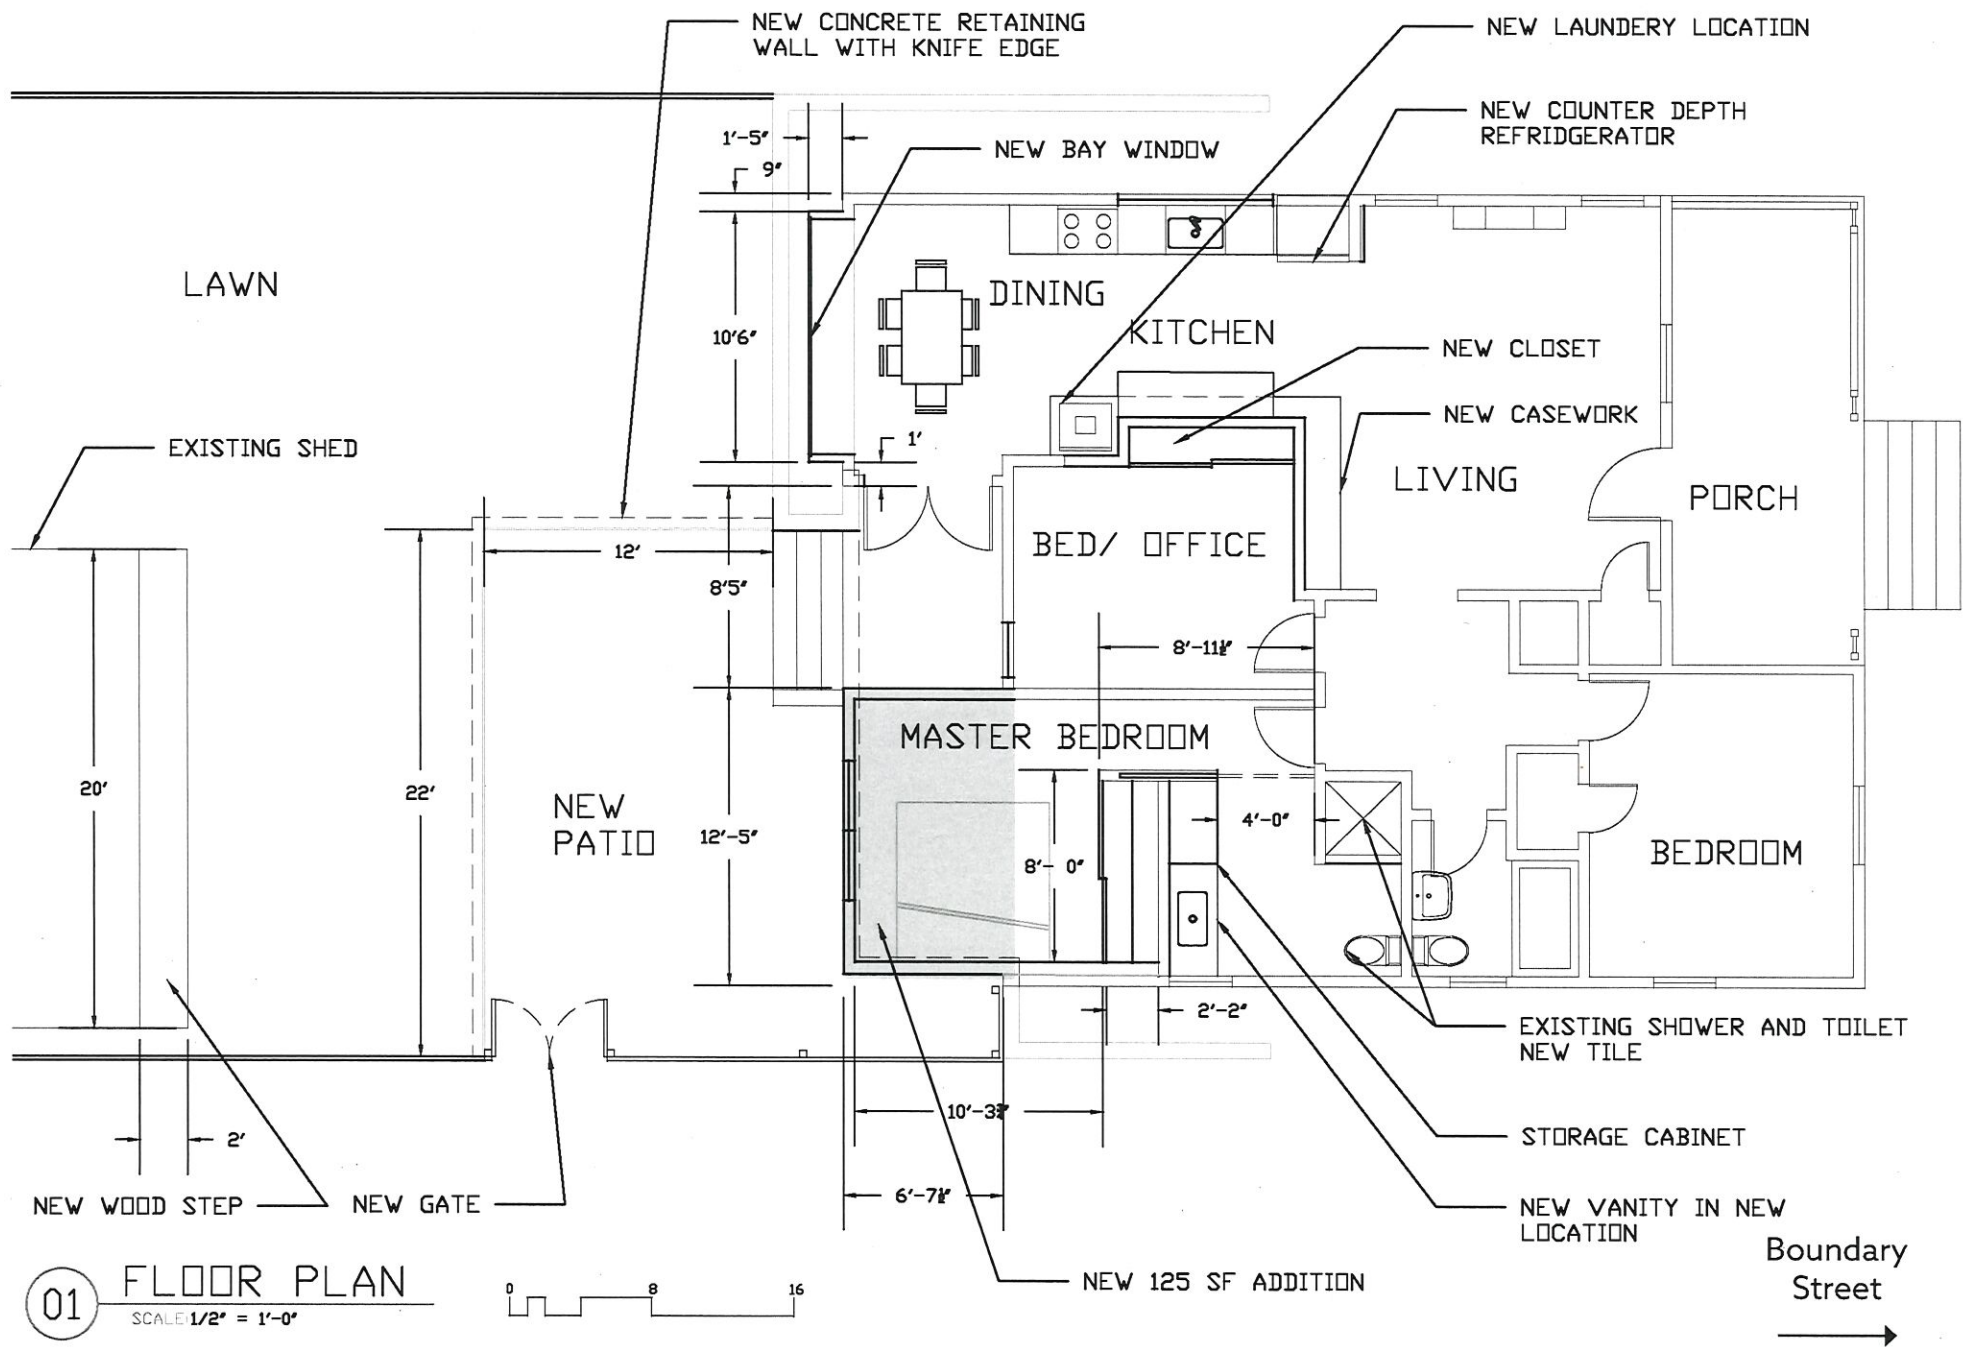 NEW CONCRETE RETAINING
WALL WITH KNIFE EDGE
NEW LAUNDERY LOCATION
NEW COUNTER DEPTH
REFRIDGERATOR
1'-5"
NEW BAY WINDOW
9"
LAWN
DINING
10'6"
KITCHEN
NEW CLOSET
NEW CASEWORK
1'
EXISTING SHED
LIVING
PORCH
BED/ OFFICE
12'
8'5"
8'-11½"
MASTER BEDROOM
20'
22'
NEW
PATIO
12'-5"
4'-0"
8'- 0"
BEDROOM
2'-2"
EXISTING SHOWER AND TOILET
NEW TILE
10'-3¾"
2'
STORAGE CABINET
6'-7½"
NEW WOOD STEP
NEW GATE
NEW VANITY IN NEW
LOCATION
Boundary
Street
NEW 125 SF ADDITION
01
FLOOR PLAN
SCALE: 1/2" = 1'-0"
0 8 16